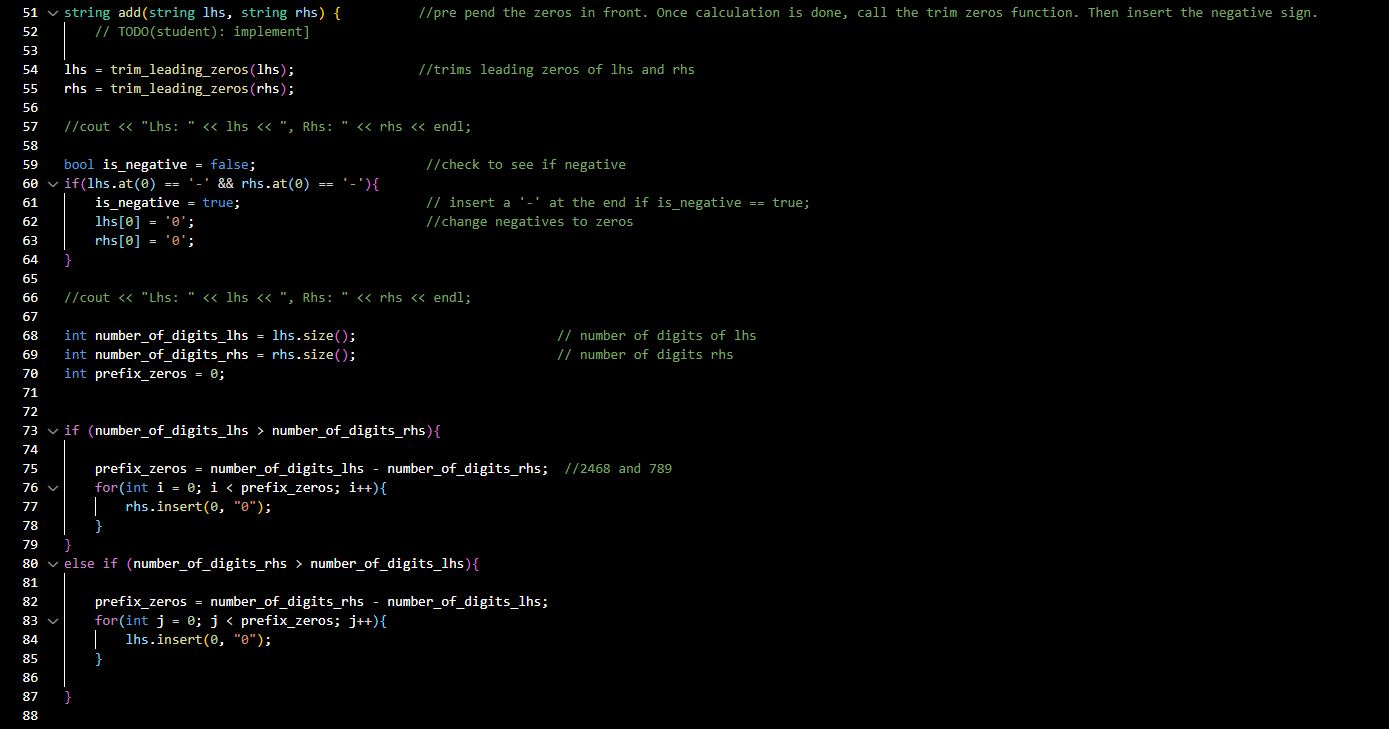 51 string add(string lhs, string rhs) { //pre pend the zeros in front. Once calculation is done, call the trim zeros function. Then insert the negative sign.
52 // TODO(student): implement]
53
54 lhs = trim_leading_zeros(lhs); //trims leading zeros of lhs and rhs
55 rhs = trim_leading_zeros(rhs);
56
57 //cout << "Lhs: " << lhs << ", Rhs: " << rhs << endl;
58
59 bool is_negative = false; //check to see if negative
60 if(lhs.at(0) == '-' && rhs.at(0) == '-'){
61 is_negative = true; // insert a '-' at the end if is_negative == true;
62 lhs[0] = '0'; //change negatives to zeros
63 rhs[0] = '0';
64 }
65
66 //cout << "Lhs: " << lhs << ", Rhs: " << rhs << endl;
67
68 int number_of_digits_lhs = lhs.size(); // number of digits of lhs
69 int number_of_digits_rhs = rhs.size(); // number of digits rhs
70 int prefix_zeros = 0;
71
72
73 if (number_of_digits_lhs > number_of_digits_rhs){
74
75 prefix_zeros = number_of_digits_lhs - number_of_digits_rhs; //2468 and 789
76 for(int i = 0; i < prefix_zeros; i++){
77 rhs.insert(0, "0");
78 }
79 }
80 else if (number_of_digits_rhs > number_of_digits_lhs){
81
82 prefix_zeros = number_of_digits_rhs - number_of_digits_lhs;
83 for(int j = 0; j < prefix_zeros; j++){
84 lhs.insert(0, "0");
85 }
86
87 }
88